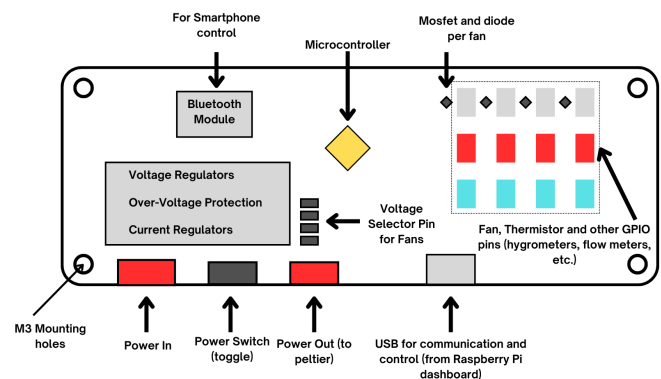 For Smartphone
control
Microcontroller
Mosfet and diode
per fan
Bluetooth
Module
Voltage Regulators
Over-Voltage Protection
Current Regulators
Voltage
Selector Pin
for Fans
Fan, Thermistor and other GPIO
pins (hygrometers, flow meters,
etc.)
M3 Mounting
holes
Power In
Power Switch
(toggle)
Power Out (to
peltier)
USB for communication and
control (from Raspberry Pi
dashboard)